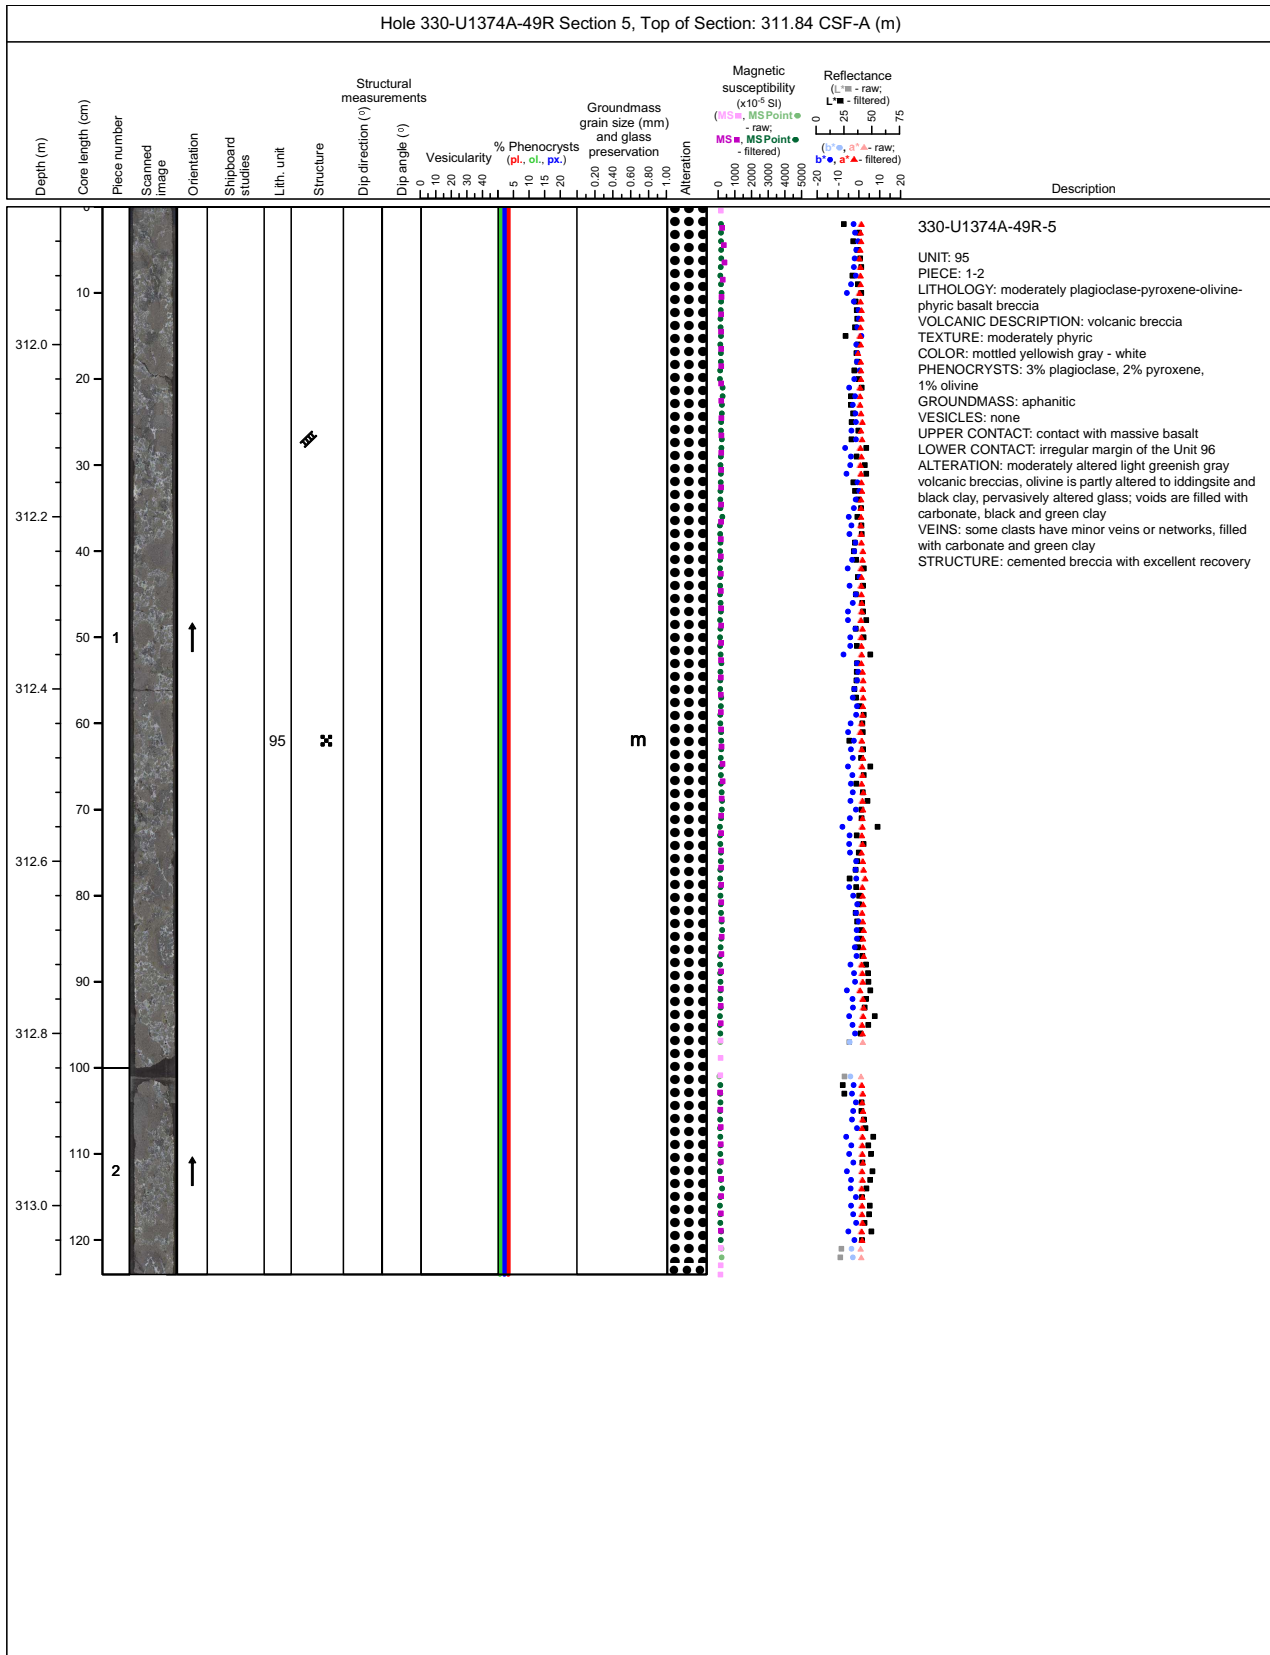 Hole 330-U1374A-49R Section 5, Top of Section: 311.84 CSF-A (m)
Depth (m)
Core length (cm)
Piece number
Scanned
image
Orientation
Shipboard
studies
Lith. unit
Structure
Structural
measurements
Dip direction (º)
Dip angle (º)
Vesicularity
0 10 20 30 40
% Phenocrysts
(pl., ol., px.)
5 10 15 20
Groundmass
grain size (mm)
and glass
preservation
0.20 0.40 0.60 0.80 1.00
Alteration
Magnetic
susceptibility
(x10-5 SI)
(MS■, MSPoint●
- raw;
MS■, MSPoint●
- filtered)
0 1000 2000 3000 4000 5000
Reflectance
(L*■ - raw;
L*■ - filtered)
0 25 50 75
(b*●, a*▲- raw;
b*●, a*▲- filtered)
-20 -10 0 10 20
Description
0
10
312.0
20
30
312.2
40
50
312.4
60
70
312.6
80
90
312.8
100
110
313.0
120
1
2
95
m
330-U1374A-49R-5
UNIT: 95
PIECE: 1-2
LITHOLOGY: moderately plagioclase-pyroxene-olivine-
phyric basalt breccia
VOLCANIC DESCRIPTION: volcanic breccia
TEXTURE: moderately phyric
COLOR: mottled yellowish gray - white
PHENOCRYSTS: 3% plagioclase, 2% pyroxene,
1% olivine
GROUNDMASS: aphanitic
VESICLES: none
UPPER CONTACT: contact with massive basalt
LOWER CONTACT: irregular margin of the Unit 96
ALTERATION: moderately altered light greenish gray
volcanic breccias, olivine is partly altered to iddingsite and
black clay, pervasively altered glass; voids are filled with
carbonate, black and green clay
VEINS: some clasts have minor veins or networks, filled
with carbonate and green clay
STRUCTURE: cemented breccia with excellent recovery